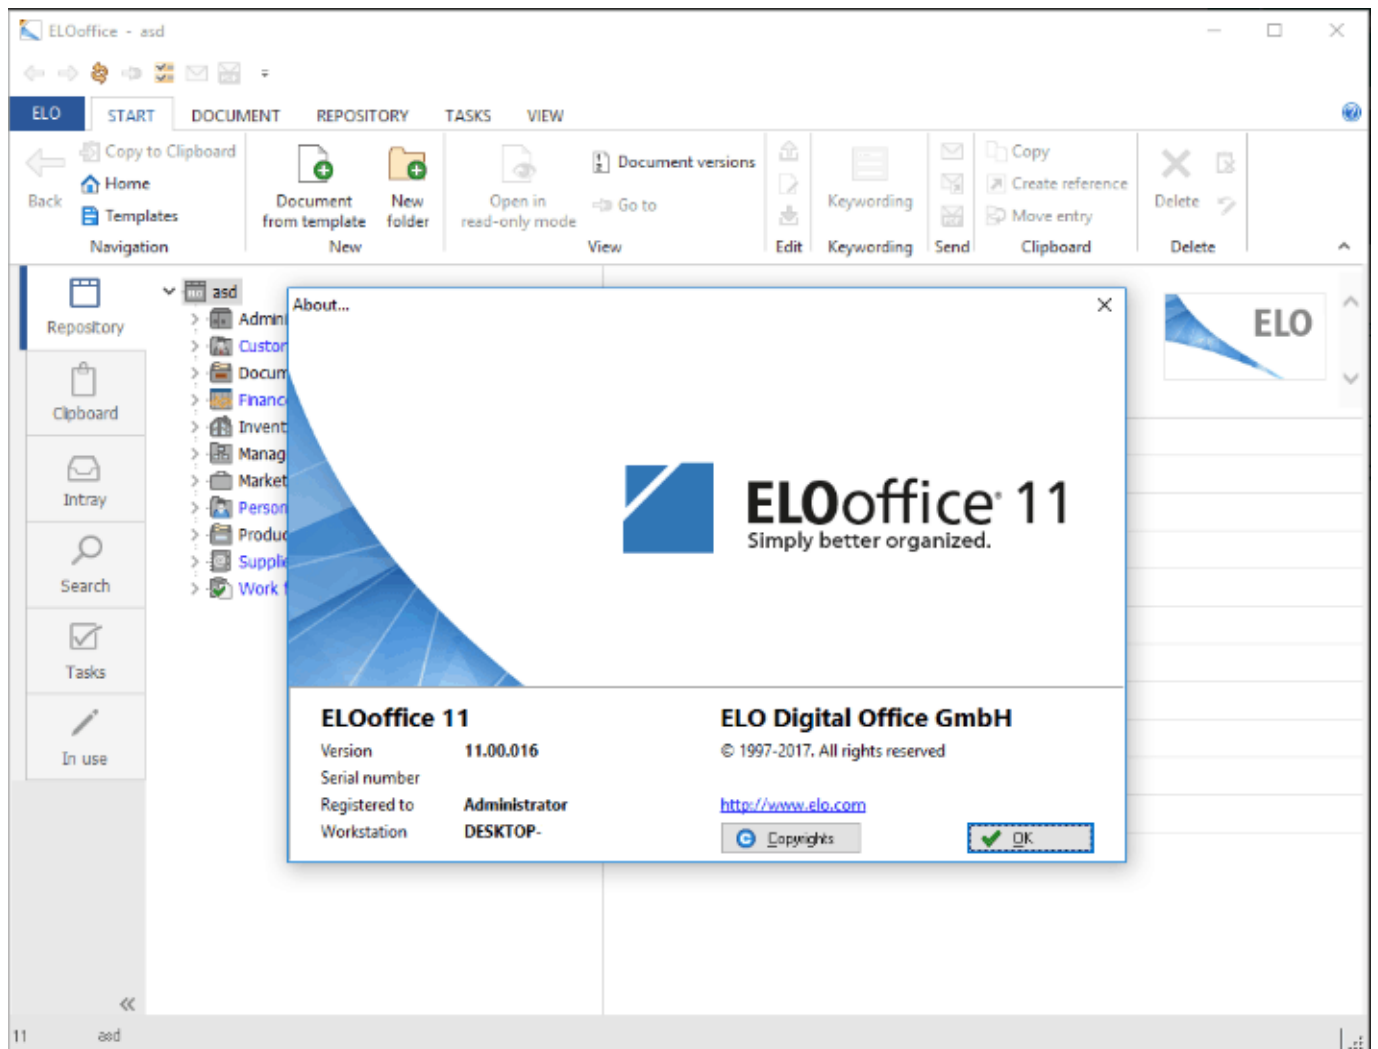 ELOoffice - asd
ELO START DOCUMENT REPOSITORY TASKS VIEW
Back
Copy to Clipboard
Home
Templates
Navigation
Document from template
New folder
New
Open in read-only mode
Document versions
Go to
View
Edit
Keywording
Keywording
Send
Copy
Create reference
Move entry
Clipboard
Delete
Delete
Repository
Clipboard
Intray
Search
Tasks
In use
asd
Admini
Custor
Docum
Financ
Invent
Manag
Market
Person
Produc
Supplie
Work f
ELO
About...
ELOoffice 11
Simply better organized.
ELOoffice 11
Version 11.00.016
Serial number
Registered to Administrator
Workstation DESKTOP-
ELO Digital Office GmbH
© 1997-2017. All rights reserved
http://www.elo.com
Copyrights
OK
11 asd